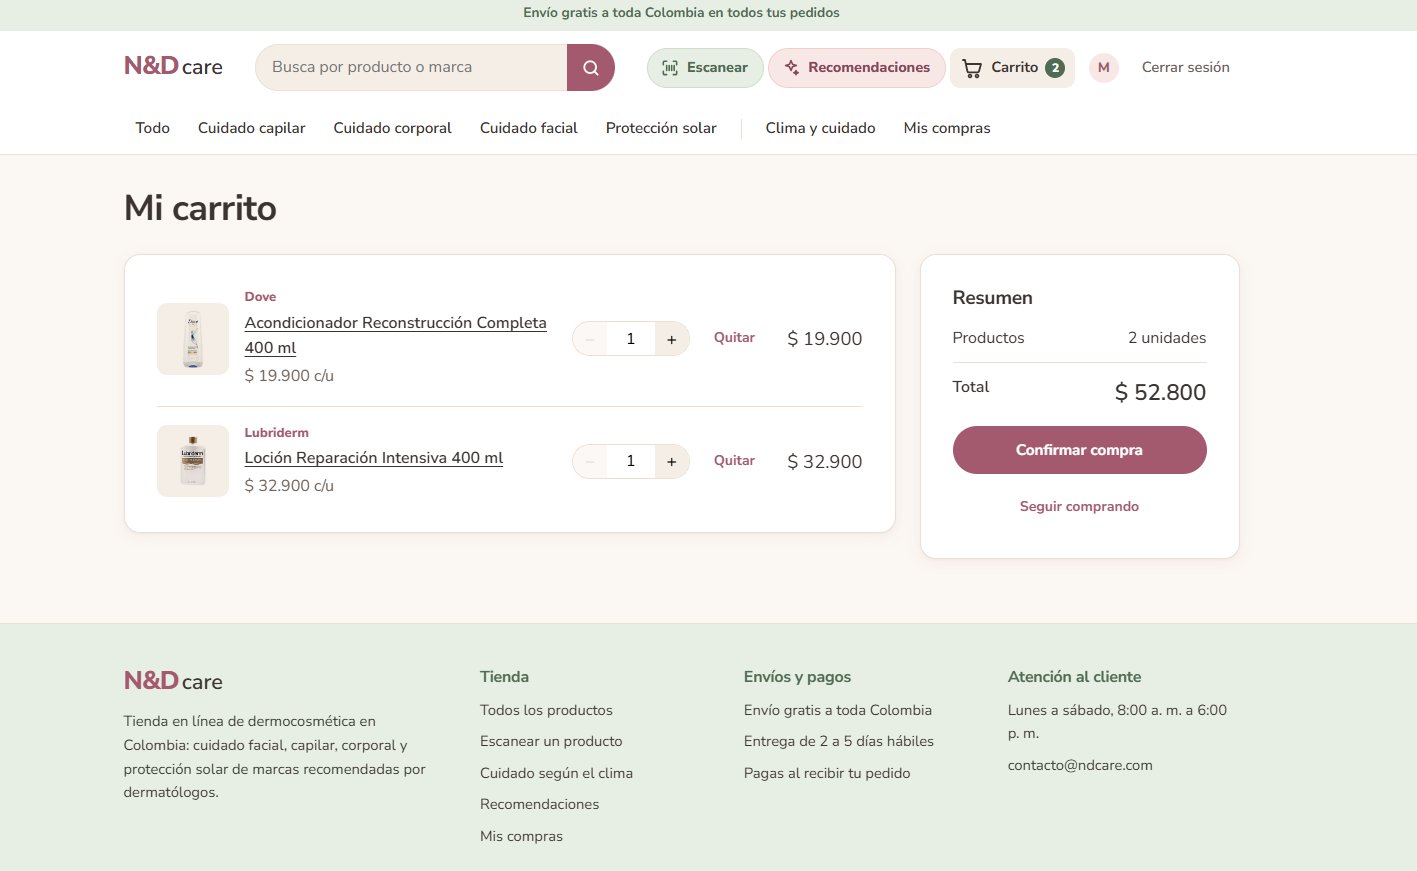 Envío gratis a toda Colombia en todos tus pedidos
N&D care
Busca por producto o marca
Escanear
Recomendaciones
Carrito 2
M
Cerrar sesión
Todo
Cuidado capilar
Cuidado corporal
Cuidado facial
Protección solar
Clima y cuidado
Mis compras
Mi carrito
Dove
Acondicionador Reconstrucción Completa
400 ml
$ 19.900 c/u
− 1 +
Quitar
$ 19.900
Lubriderm
Loción Reparación Intensiva 400 ml
$ 32.900 c/u
− 1 +
Quitar
$ 32.900
Resumen
Productos 2 unidades
Total $ 52.800
Confirmar compra
Seguir comprando
N&D care
Tienda en línea de dermocosmética en
Colombia: cuidado facial, capilar, corporal y
protección solar de marcas recomendadas por
dermatólogos.
Tienda
Todos los productos
Escanear un producto
Cuidado según el clima
Recomendaciones
Mis compras
Envíos y pagos
Envío gratis a toda Colombia
Entrega de 2 a 5 días hábiles
Pagas al recibir tu pedido
Atención al cliente
Lunes a sábado, 8:00 a. m. a 6:00
p. m.
contacto@ndcare.com